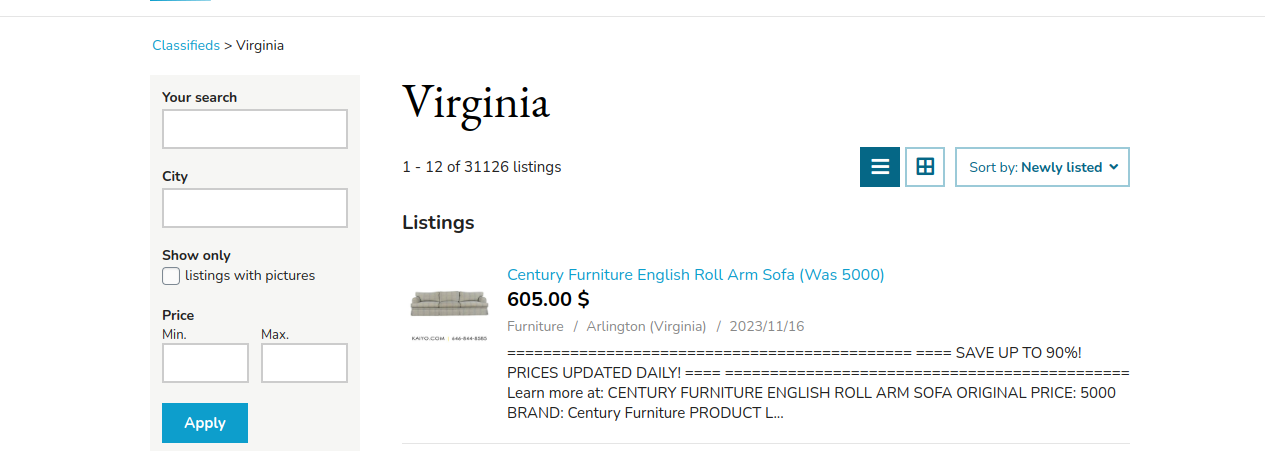 Classifieds > Virginia
Your search
City
Show only
listings with pictures
Price
Min. Max.
Apply
Virginia
1 - 12 of 31126 listings
Sort by: Newly listed
Listings
Century Furniture English Roll Arm Sofa (Was 5000)
605.00 $
Furniture / Arlington (Virginia) / 2023/11/16
============================================= ==== SAVE UP TO 90%!
PRICES UPDATED DAILY! ==== =============================================
Learn more at: CENTURY FURNITURE ENGLISH ROLL ARM SOFA ORIGINAL PRICE: 5000
BRAND: Century Furniture PRODUCT L...
KAIYO.COM | 646-844-8585